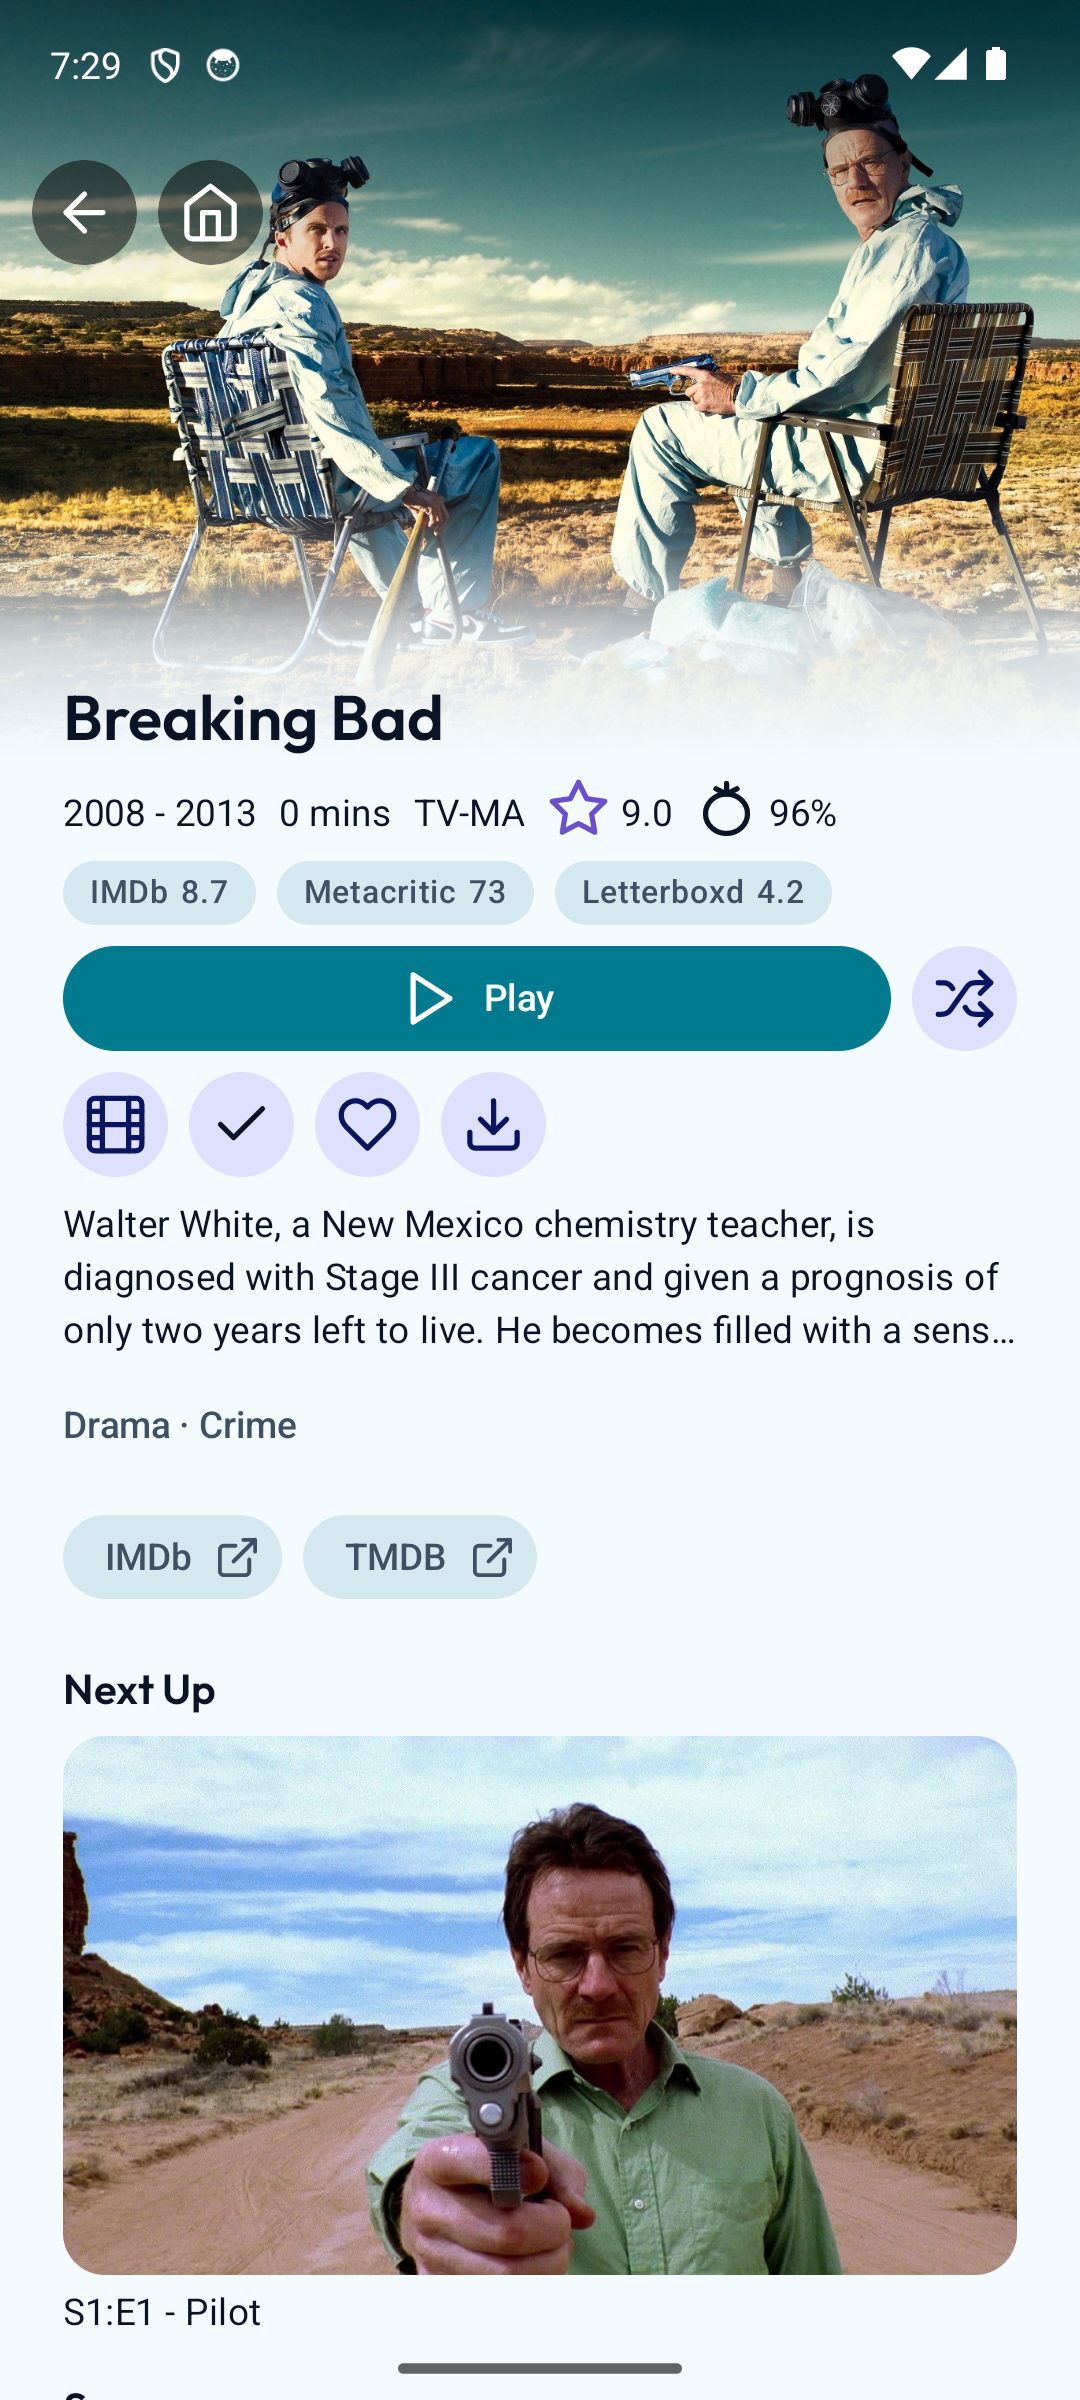 7:29
Breaking Bad
2008 - 2013 0 mins TV-MA 9.0 96%
IMDb 8.7 Metacritic 73 Letterboxd 4.2
Play
Walter White, a New Mexico chemistry teacher, is
diagnosed with Stage III cancer and given a prognosis of
only two years left to live. He becomes filled with a sens…
Drama · Crime
IMDb TMDB
Next Up
S1:E1 - Pilot